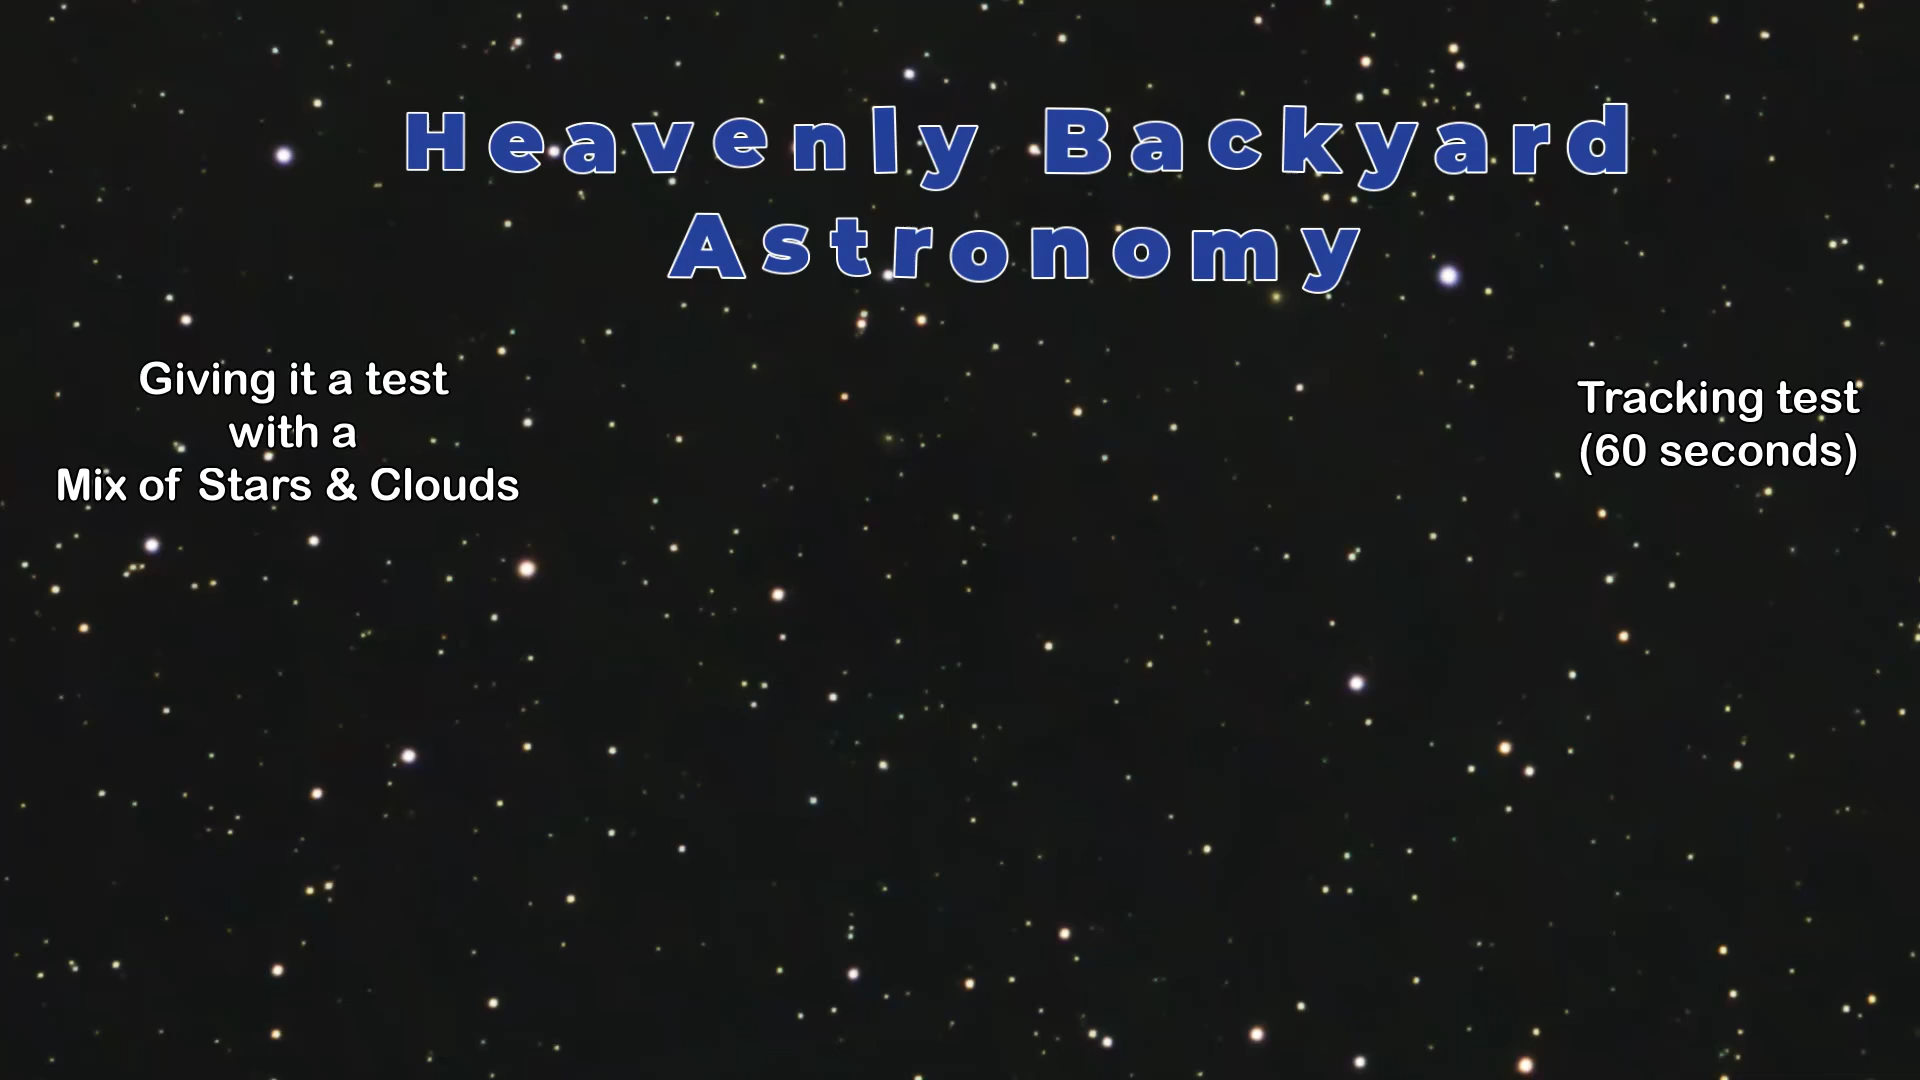 Heavenly Backyard
Astronomy
Giving it a test
with a
Mix of Stars & Clouds
Tracking test
(60 seconds)